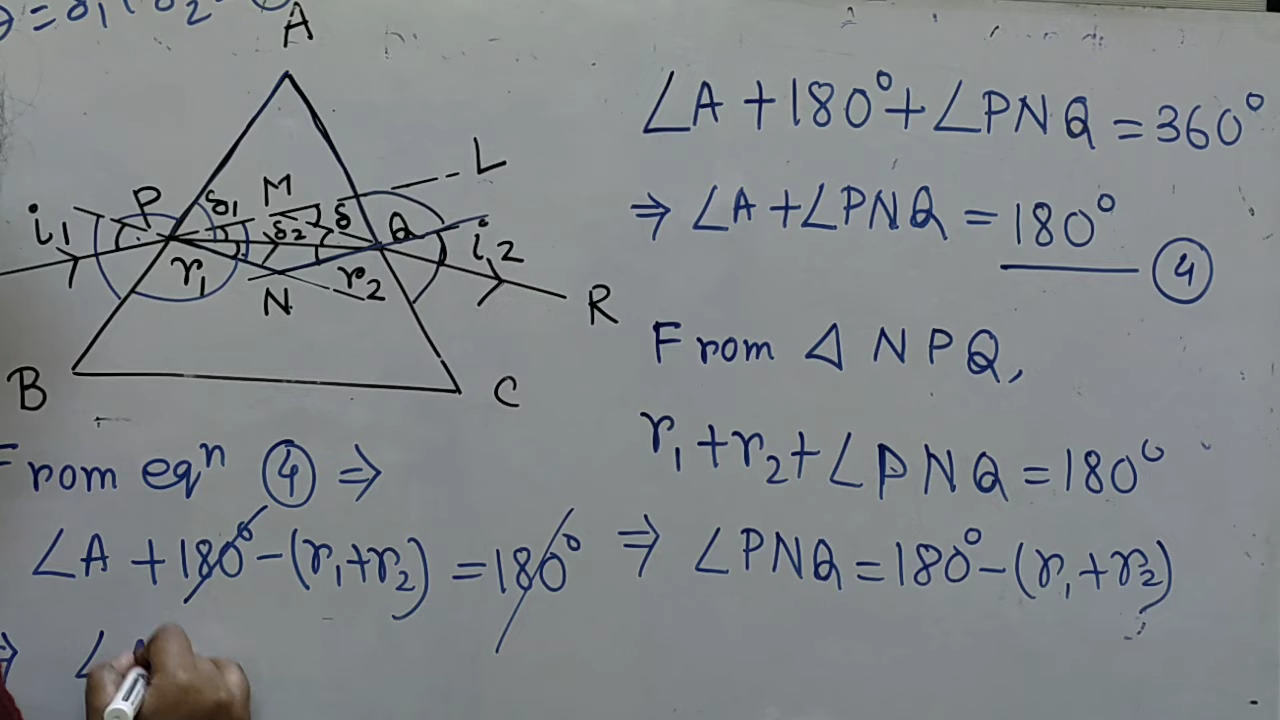 A
L
P
δ1
M
δ2
δ
Q
i1
i2
r1
r2
N
R
B
C
∠A + 180° + ∠PNQ = 360°
⇒ ∠A + ∠PNQ = 180° ④
From △ NPQ,
r₁ + r₂ + ∠PNQ = 180°
⇒ ∠PNQ = 180° - (r₁ + r₂)
From eqⁿ ④ ⇒
∠A + 180° - (r₁ + r₂) = 180°
⇒ ∠